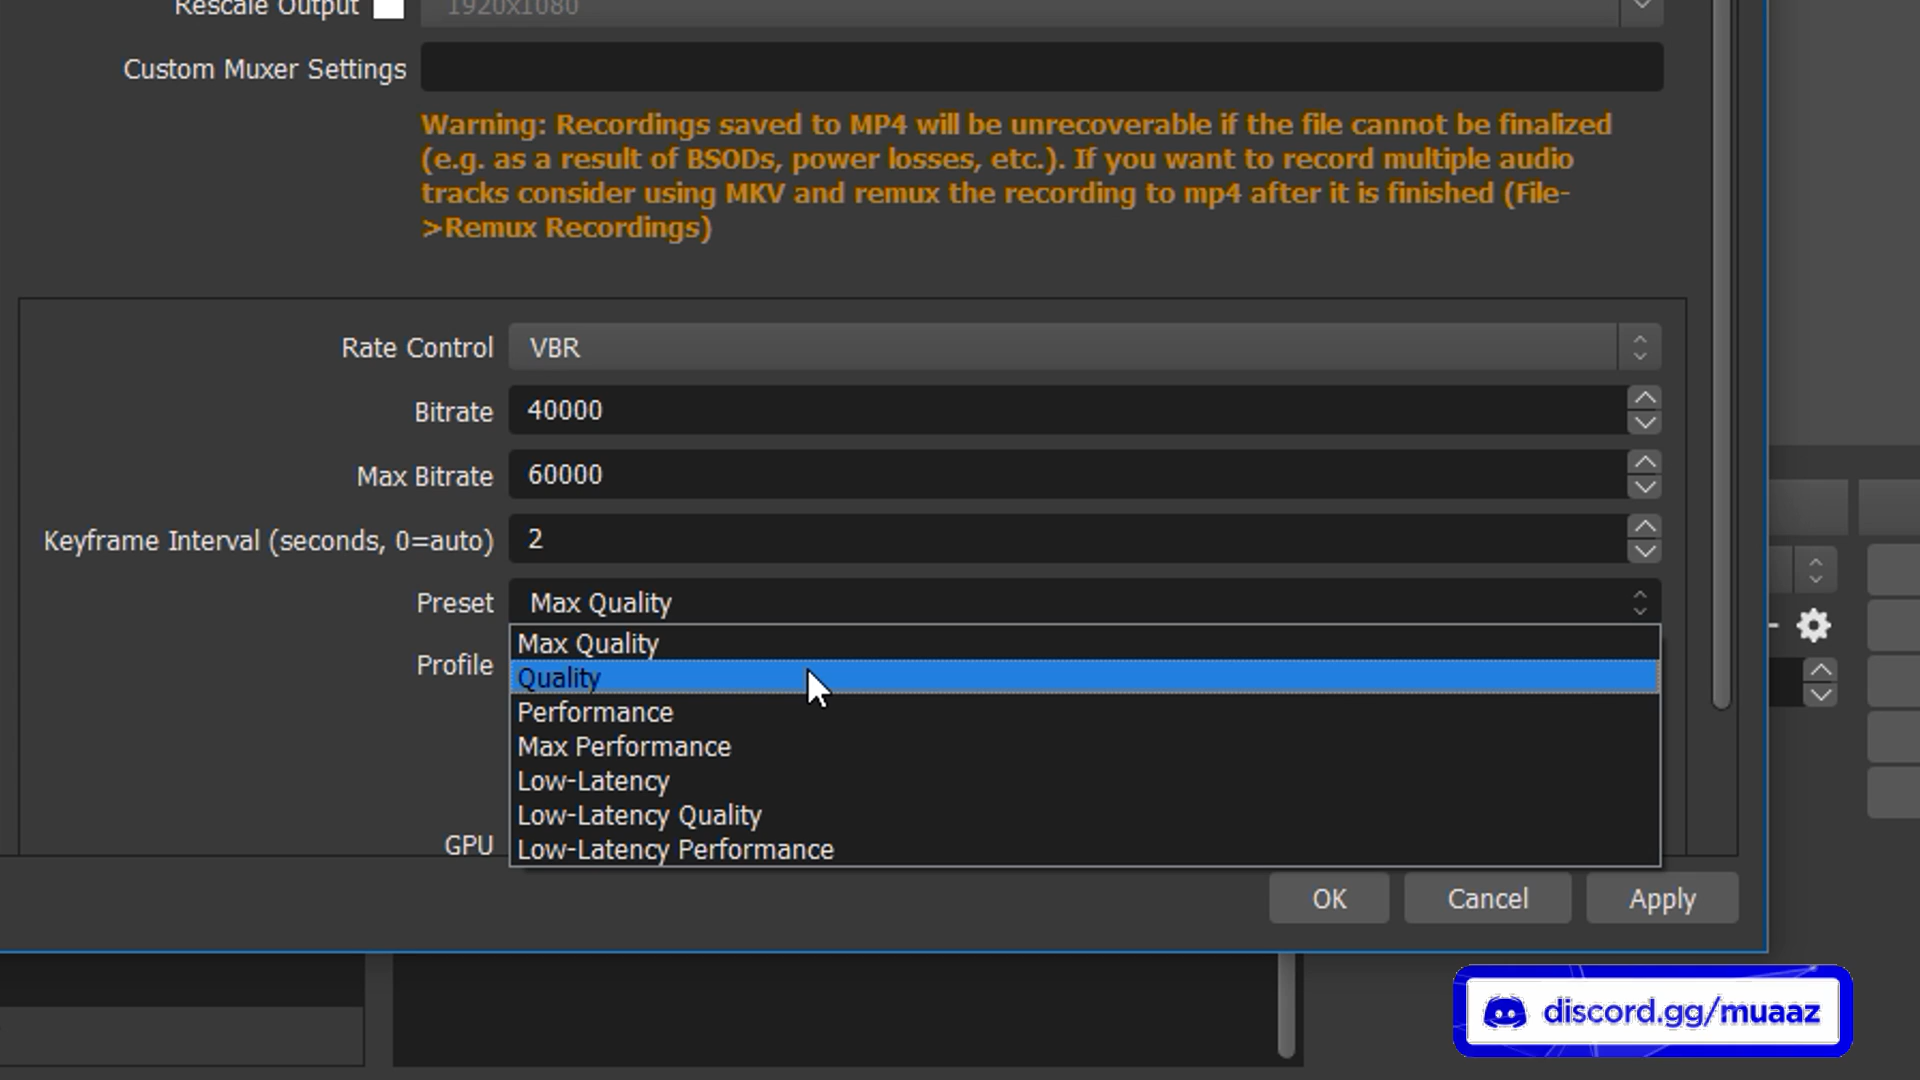 Rescale Output 1920x1080
Custom Muxer Settings
Warning: Recordings saved to MP4 will be unrecoverable if the file cannot be finalized
(e.g. as a result of BSODs, power losses, etc.). If you want to record multiple audio
tracks consider using MKV and remux the recording to mp4 after it is finished (File-
>Remux Recordings)
Rate Control VBR
Bitrate 40000
Max Bitrate 60000
Keyframe Interval (seconds, 0=auto) 2
Preset Max Quality
Max Quality
Profile
Quality
Performance
Max Performance
Low-Latency
Low-Latency Quality
GPU
Low-Latency Performance
OK Cancel Apply
discord.gg/muaaz